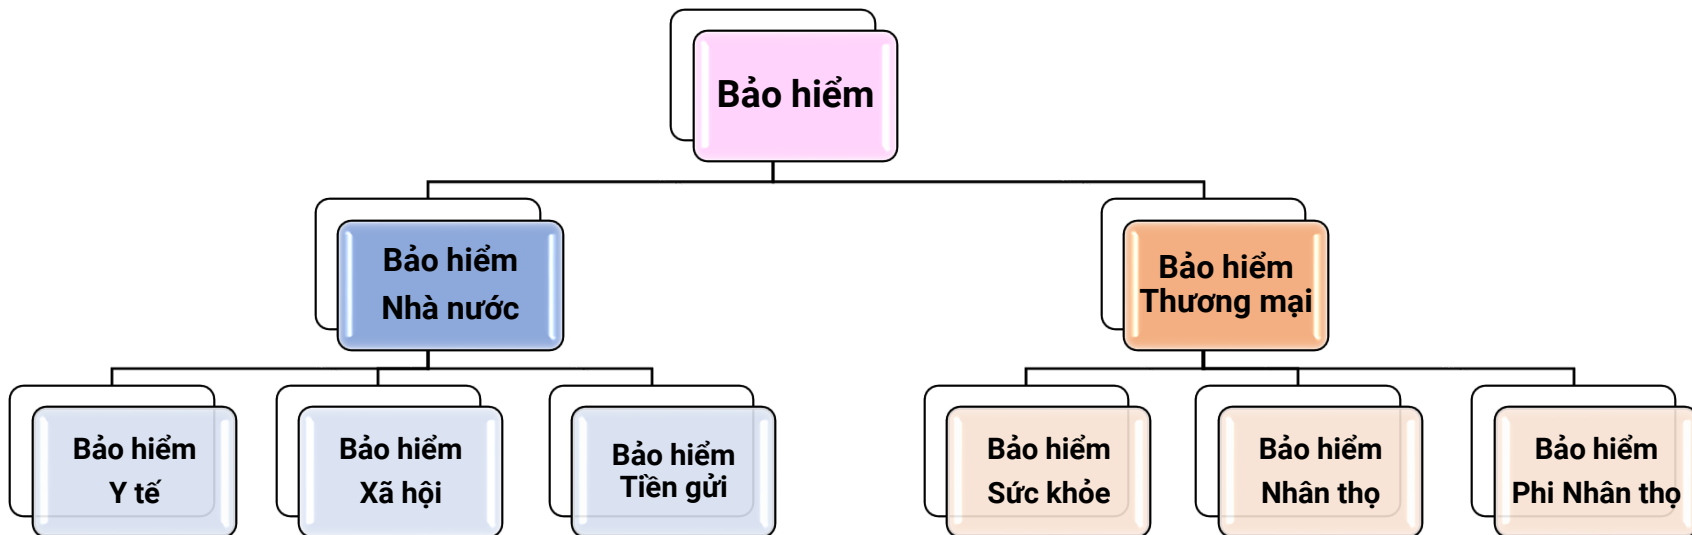 Bảo hiểm
Bảo hiểm
Nhà nước
Bảo hiểm
Thương mại
Bảo hiểm
Y tế
Bảo hiểm
Xã hội
Bảo hiểm
Tiền gửi
Bảo hiểm
Sức khỏe
Bảo hiểm
Nhân thọ
Bảo hiểm
Phi Nhân thọ